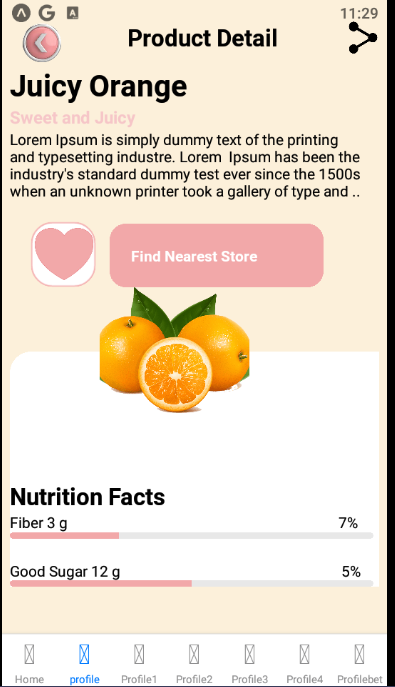 11:29
Product Detail
Juicy Orange
Sweet and Juicy
Lorem Ipsum is simply dummy text of the printing
and typesetting industre. Lorem Ipsum has been the
industry's standard dummy test ever since the 1500s
when an unknown printer took a gallery of type and ..
Find Nearest Store
Nutrition Facts
Fiber 3 g 7%
Good Sugar 12 g 5%
Home profile Profile1 Profile2 Profile3 Profile4 Profilebet